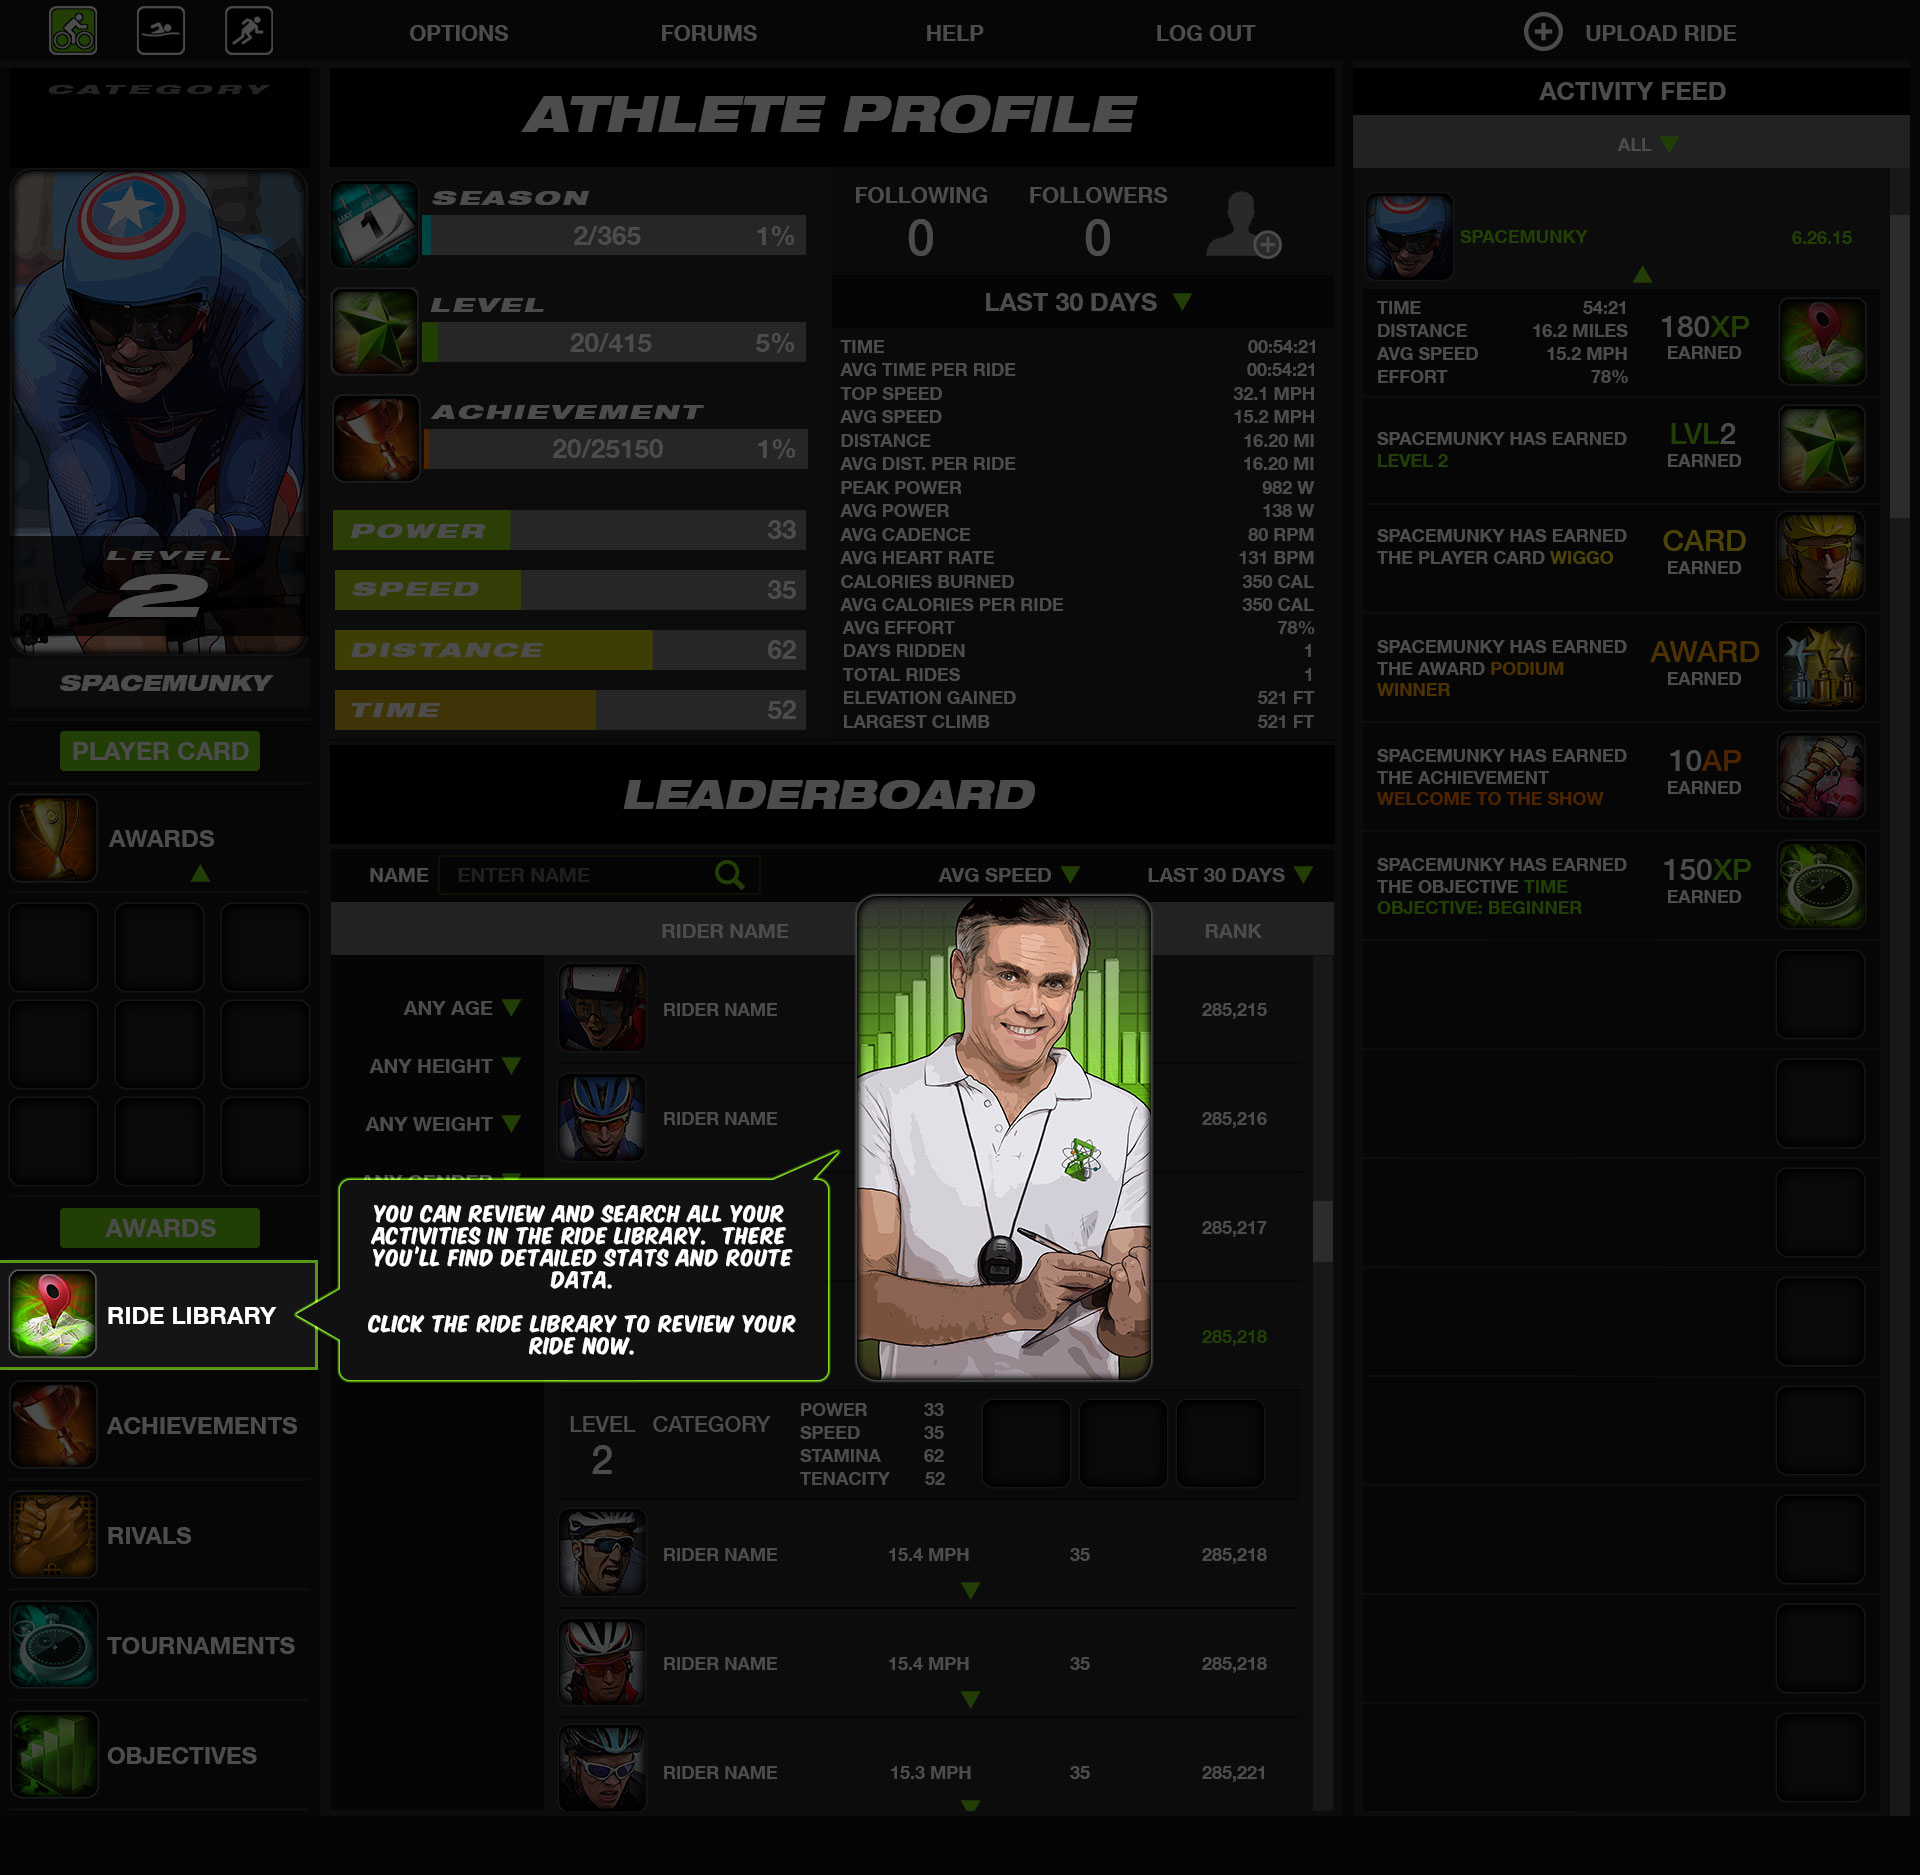 OPTIONS
FORUMS
HELP
LOG OUT
UPLOAD RIDE
CATEGORY
LEVEL
2
SPACEMUNKY
PLAYER CARD
AWARDS
AWARDS
RIDE LIBRARY
ACHIEVEMENTS
RIVALS
TOURNAMENTS
OBJECTIVES
ATHLETE PROFILE
MAY
1
SEASON
2/365 1%
LEVEL
20/415 5%
ACHIEVEMENT
20/25150 1%
POWER 33
SPEED 35
DISTANCE 62
TIME 52
FOLLOWING FOLLOWERS
0 0
LAST 30 DAYS
TIME 00:54:21
AVG TIME PER RIDE 00:54:21
TOP SPEED 32.1 MPH
AVG SPEED 15.2 MPH
DISTANCE 16.20 MI
AVG DIST. PER RIDE 16.20 MI
PEAK POWER 982 W
AVG POWER 138 W
AVG CADENCE 80 RPM
AVG HEART RATE 131 BPM
CALORIES BURNED 350 CAL
AVG CALORIES PER RIDE 350 CAL
AVG EFFORT 78%
DAYS RIDDEN 1
TOTAL RIDES 1
ELEVATION GAINED 521 FT
LARGEST CLIMB 521 FT
LEADERBOARD
NAME ENTER NAME AVG SPEED LAST 30 DAYS
RIDER NAME RANK
ANY AGE
ANY HEIGHT
ANY WEIGHT
ANY GENDER
RIDER NAME 285,215
RIDER NAME 285,216
285,217
285,218
YOU CAN REVIEW AND SEARCH ALL YOUR
ACTIVITIES IN THE RIDE LIBRARY. THERE
YOU'LL FIND DETAILED STATS AND ROUTE
DATA.
CLICK THE RIDE LIBRARY TO REVIEW YOUR
RIDE NOW.
LEVEL CATEGORY
2
POWER 33
SPEED 35
STAMINA 62
TENACITY 52
RIDER NAME 15.4 MPH 35 285,218
RIDER NAME 15.4 MPH 35 285,218
RIDER NAME 15.3 MPH 35 285,221
ACTIVITY FEED
ALL
SPACEMUNKY 6.26.15
TIME 54:21
DISTANCE 16.2 MILES
AVG SPEED 15.2 MPH
EFFORT 78%
180XP
EARNED
SPACEMUNKY HAS EARNED
LEVEL 2
LVL2
EARNED
SPACEMUNKY HAS EARNED
THE PLAYER CARD WIGGO
CARD
EARNED
SPACEMUNKY HAS EARNED
THE AWARD PODIUM
WINNER
AWARD
EARNED
SPACEMUNKY HAS EARNED
THE ACHIEVEMENT
WELCOME TO THE SHOW
10AP
EARNED
SPACEMUNKY HAS EARNED
THE OBJECTIVE TIME
OBJECTIVE: BEGINNER
150XP
EARNED